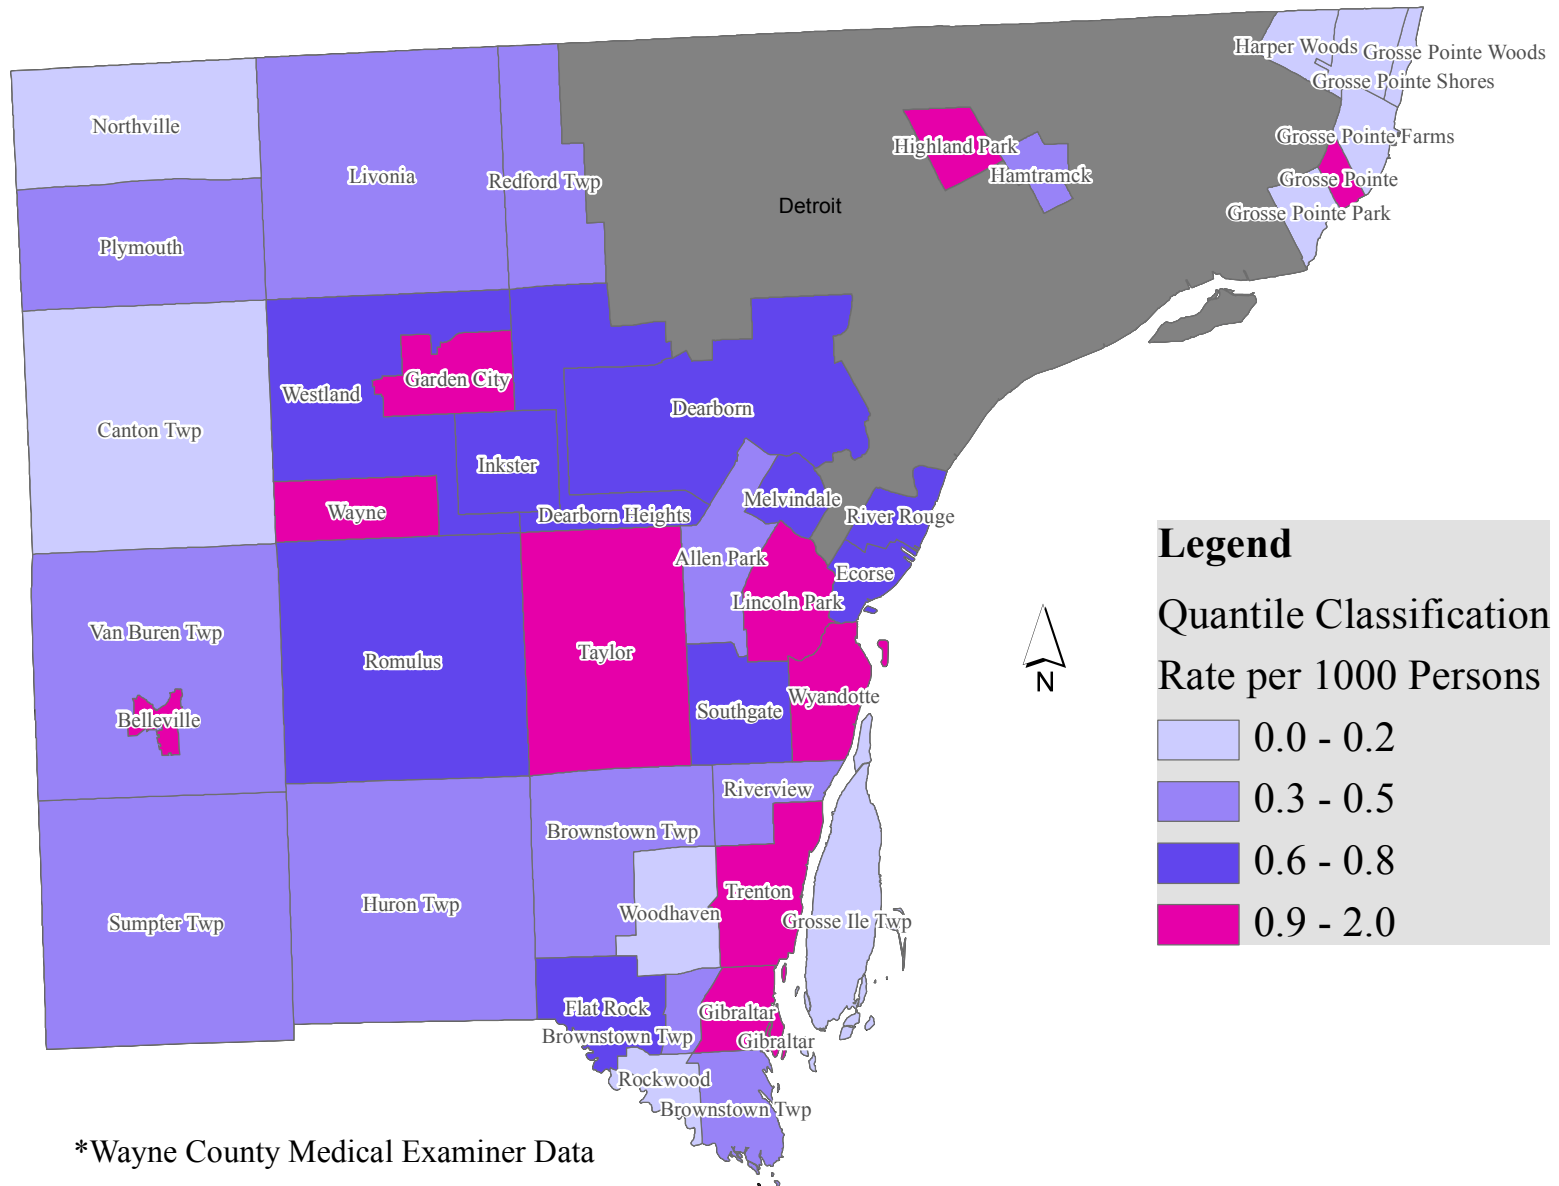 Harper Woods
Grosse Pointe Woods
Grosse Pointe Shores
Northville
Grosse Pointe Farms
Highland Park
Livonia
Redford Twp
Hamtramck
Grosse Pointe
Detroit
Grosse Pointe Park
Plymouth
Garden City
Westland
Dearborn
Canton Twp
Inkster
Melvindale
Wayne
Dearborn Heights
River Rouge
Allen Park
Ecorse
Lincoln Park
Van Buren Twp
Romulus
Taylor
Wyandotte
Southgate
Belleville
Riverview
Brownstown Twp
Trenton
Huron Twp
Woodhaven
Grosse Ile Twp
Sumpter Twp
Flat Rock
Gibraltar
Brownstown Twp
Gibraltar
Rockwood
Brownstown Twp
N
Legend
Quantile Classification
Rate per 1000 Persons
0.0 - 0.2
0.3 - 0.5
0.6 - 0.8
0.9 - 2.0
*Wayne County Medical Examiner Data